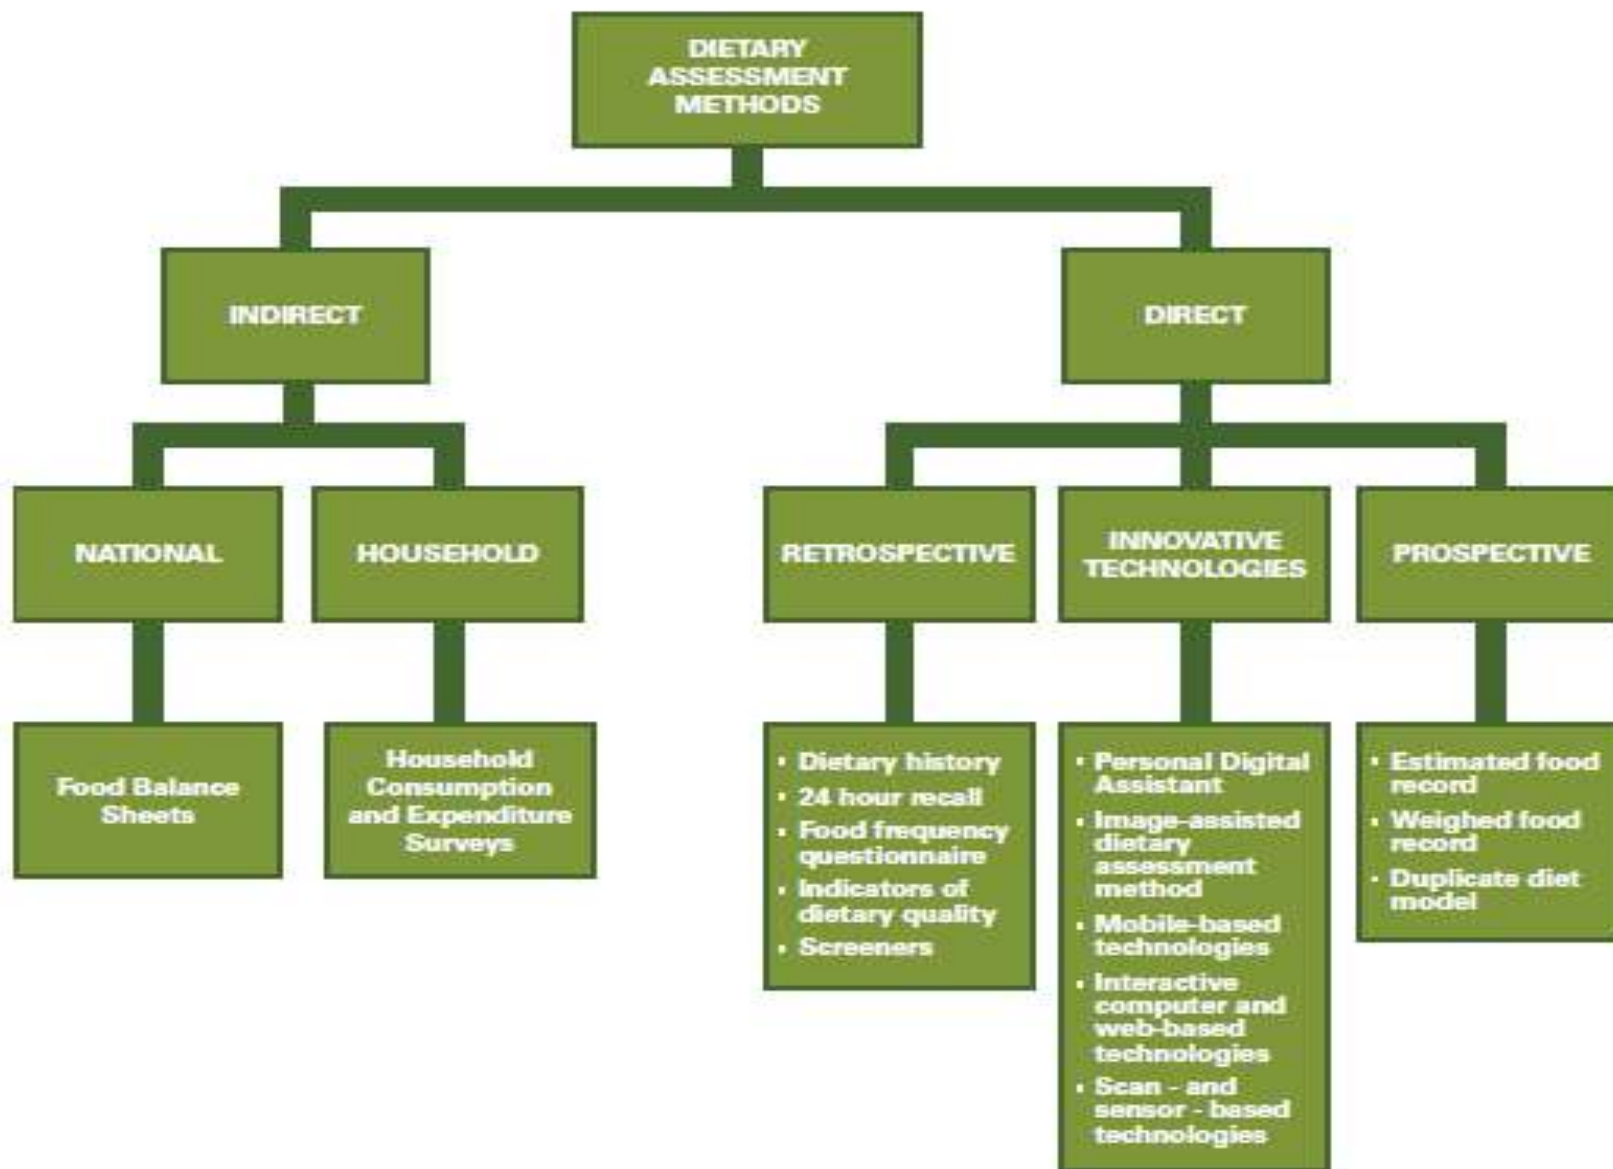 DIETARY
ASSESSMENT
METHODS
INDIRECT
DIRECT
NATIONAL
HOUSEHOLD
RETROSPECTIVE
INNOVATIVE
TECHNOLOGIES
PROSPECTIVE
Food Balance
Sheets
Household
Consumption
and Expenditure
Surveys
• Dietary history
• 24 hour recall
• Food frequency
questionnaire
• Indicators of
dietary quality
• Screeners
• Personal Digital
Assistant
• Image-assisted
dietary
assessment
method
• Mobile-based
technologies
• Interactive
computer and
web-based
technologies
• Scan - and
sensor - based
technologies
• Estimated food
record
• Weighed food
record
• Duplicate diet
model